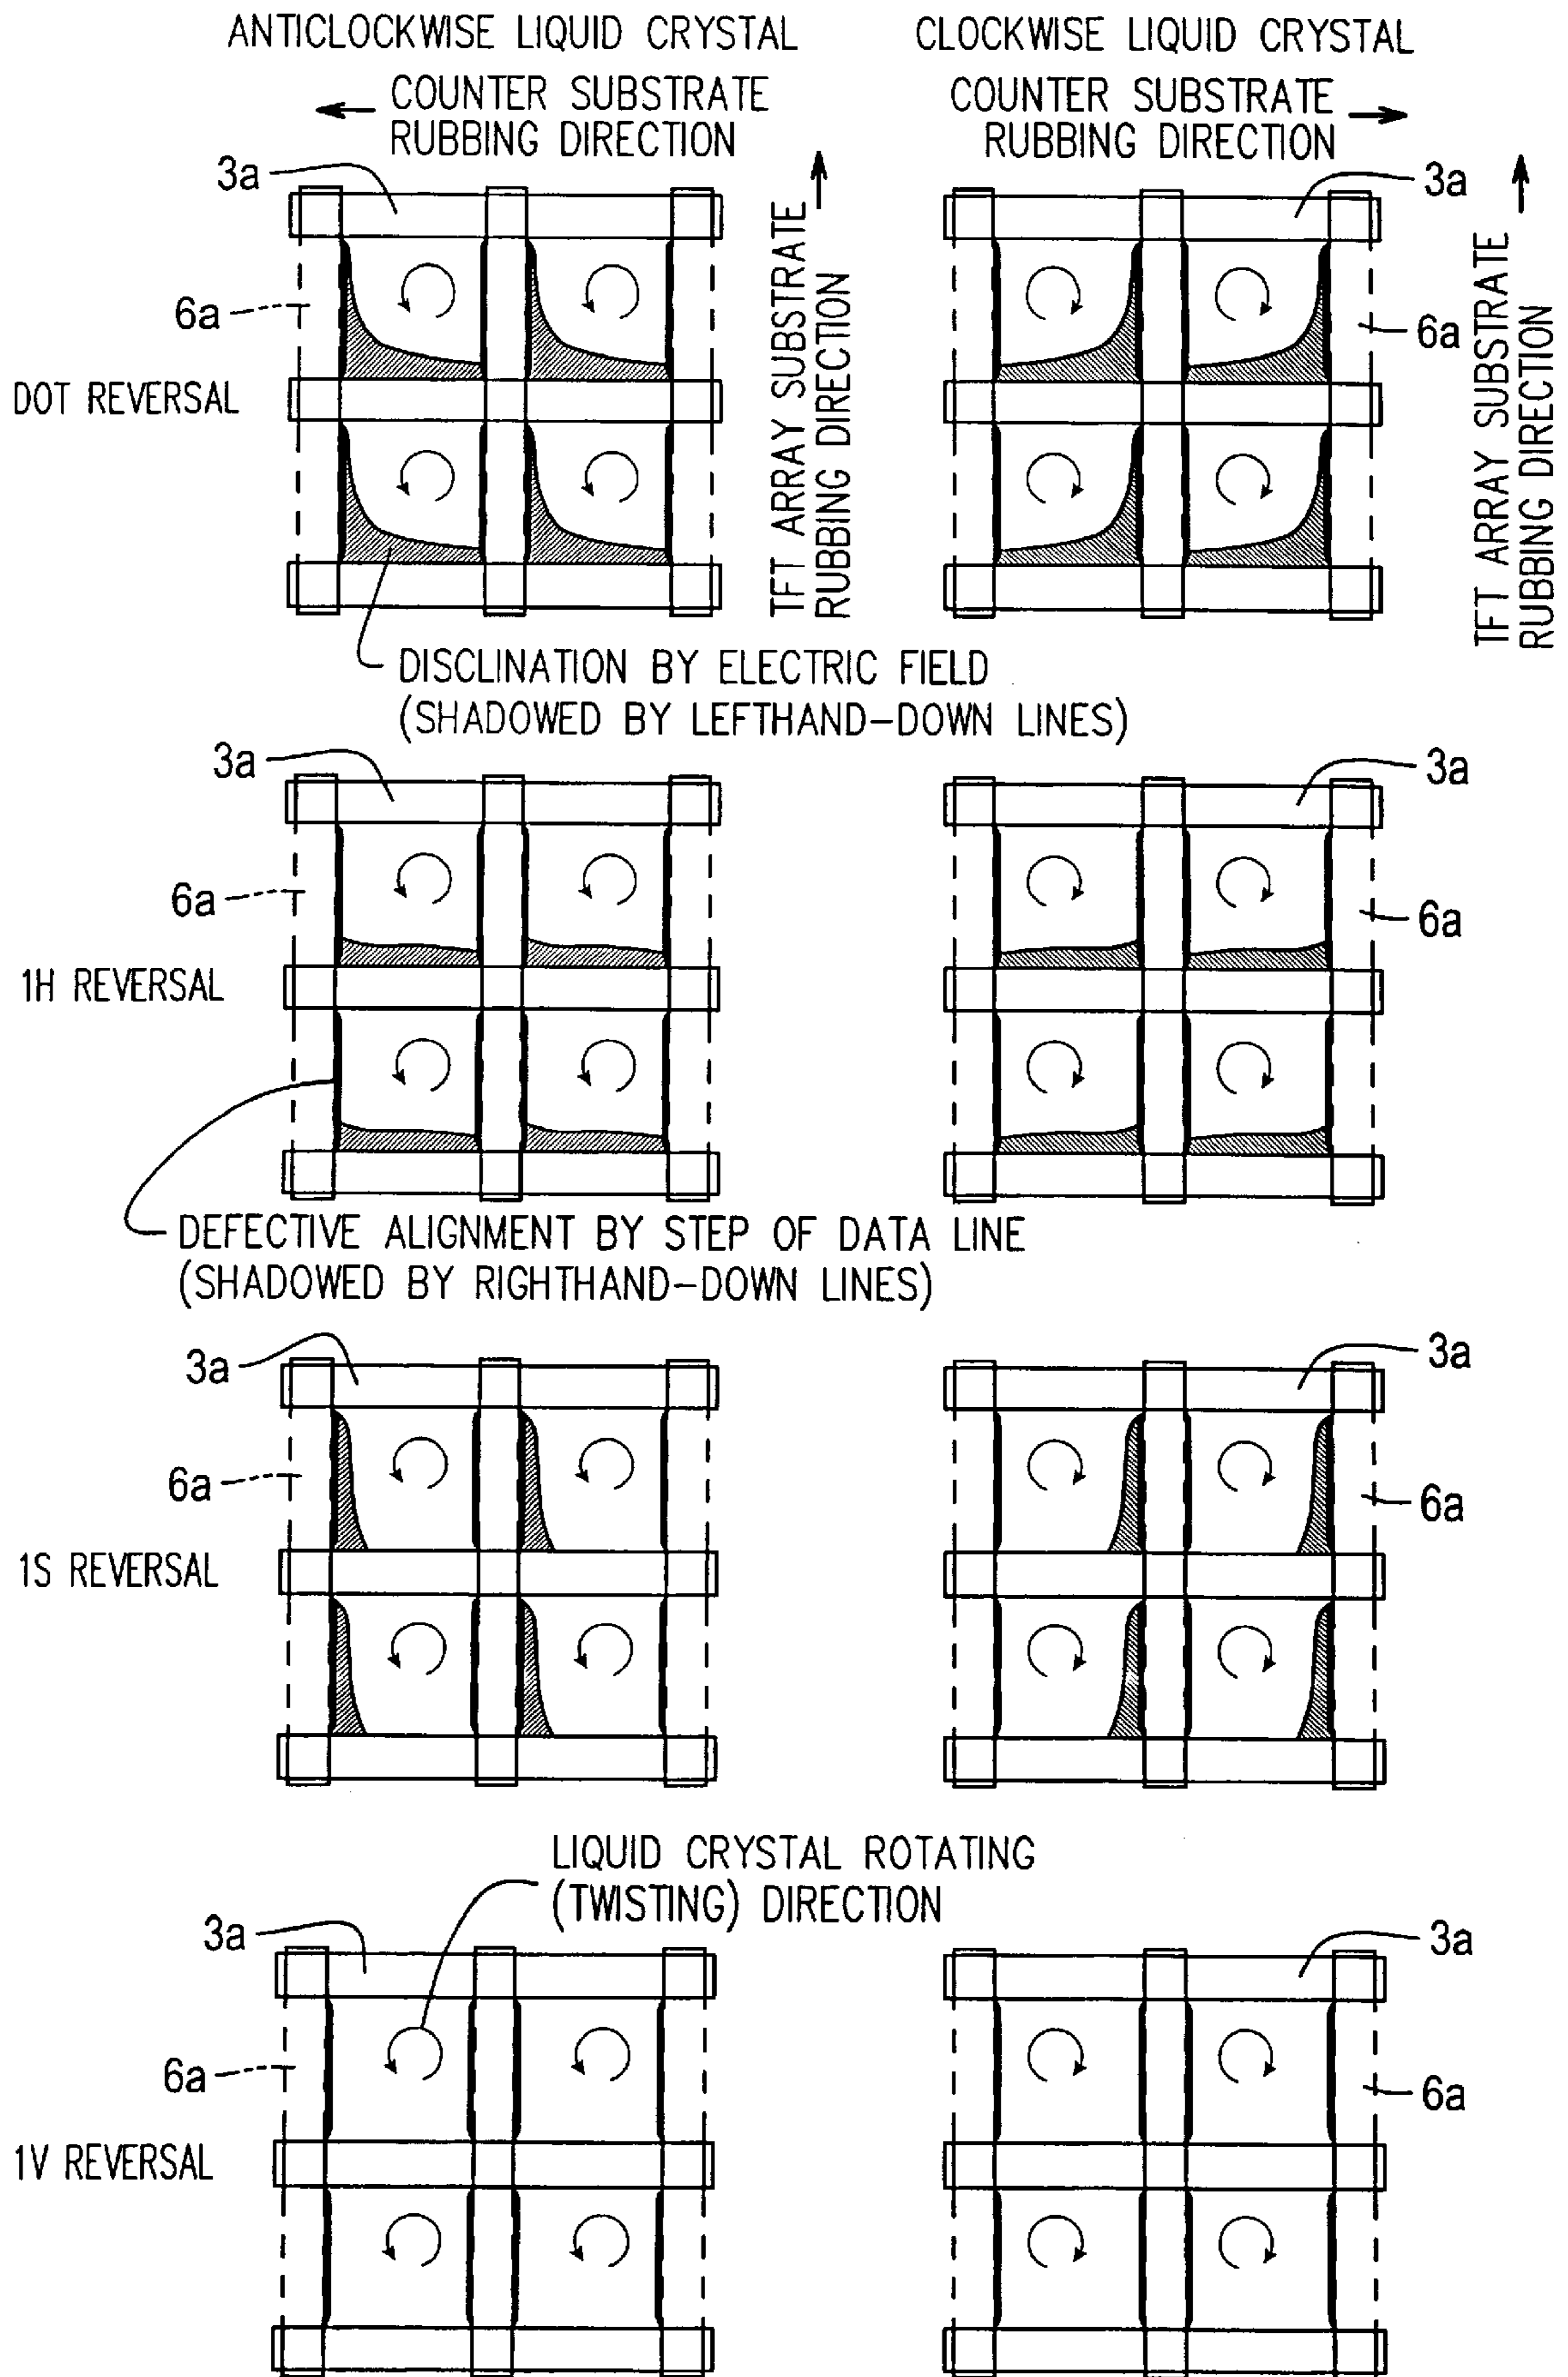 ANTICLOCKWISE LIQUID CRYSTAL
CLOCKWISE LIQUID CRYSTAL
COUNTER SUBSTRATE
RUBBING DIRECTION
COUNTER SUBSTRATE
RUBBING DIRECTION
3a
3a
6a
6a
DOT REVERSAL
TFT ARRAY SUBSTRATE
RUBBING DIRECTION
TFT ARRAY SUBSTRATE
RUBBING DIRECTION
DISCLINATION BY ELECTRIC FIELD
(SHADOWED BY LEFTHAND-DOWN LINES)
3a
3a
6a
6a
1H REVERSAL
DEFECTIVE ALIGNMENT BY STEP OF DATA LINE
(SHADOWED BY RIGHTHAND-DOWN LINES)
3a
3a
6a
6a
1S REVERSAL
LIQUID CRYSTAL ROTATING
(TWISTING) DIRECTION
3a
3a
6a
6a
1V REVERSAL